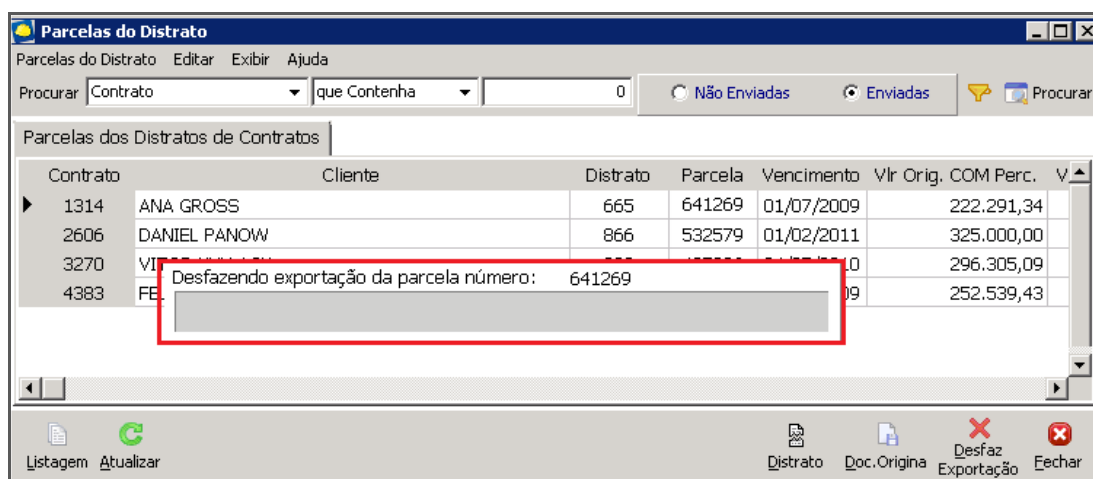 Parcelas do Distrato
Parcelas do Distrato Editar Exibir Ajuda
Procurar Contrato que Contenha 0 Não Enviadas Enviadas Procurar
Parcelas dos Distratos de Contratos
Contrato Cliente Distrato Parcela Vencimento Vlr Orig. COM Perc. V
1314 ANA GROSS 665 641269 01/07/2009 222.291,34
2606 DANIEL PANOW 866 532579 01/02/2011 325.000,00
3270 296.305,09
Desfazendo exportação da parcela número: 641269
4383 FEL 09 252.539,43
Listagem Atualizar Distrato Doc.Origina Desfaz Exportação Fechar